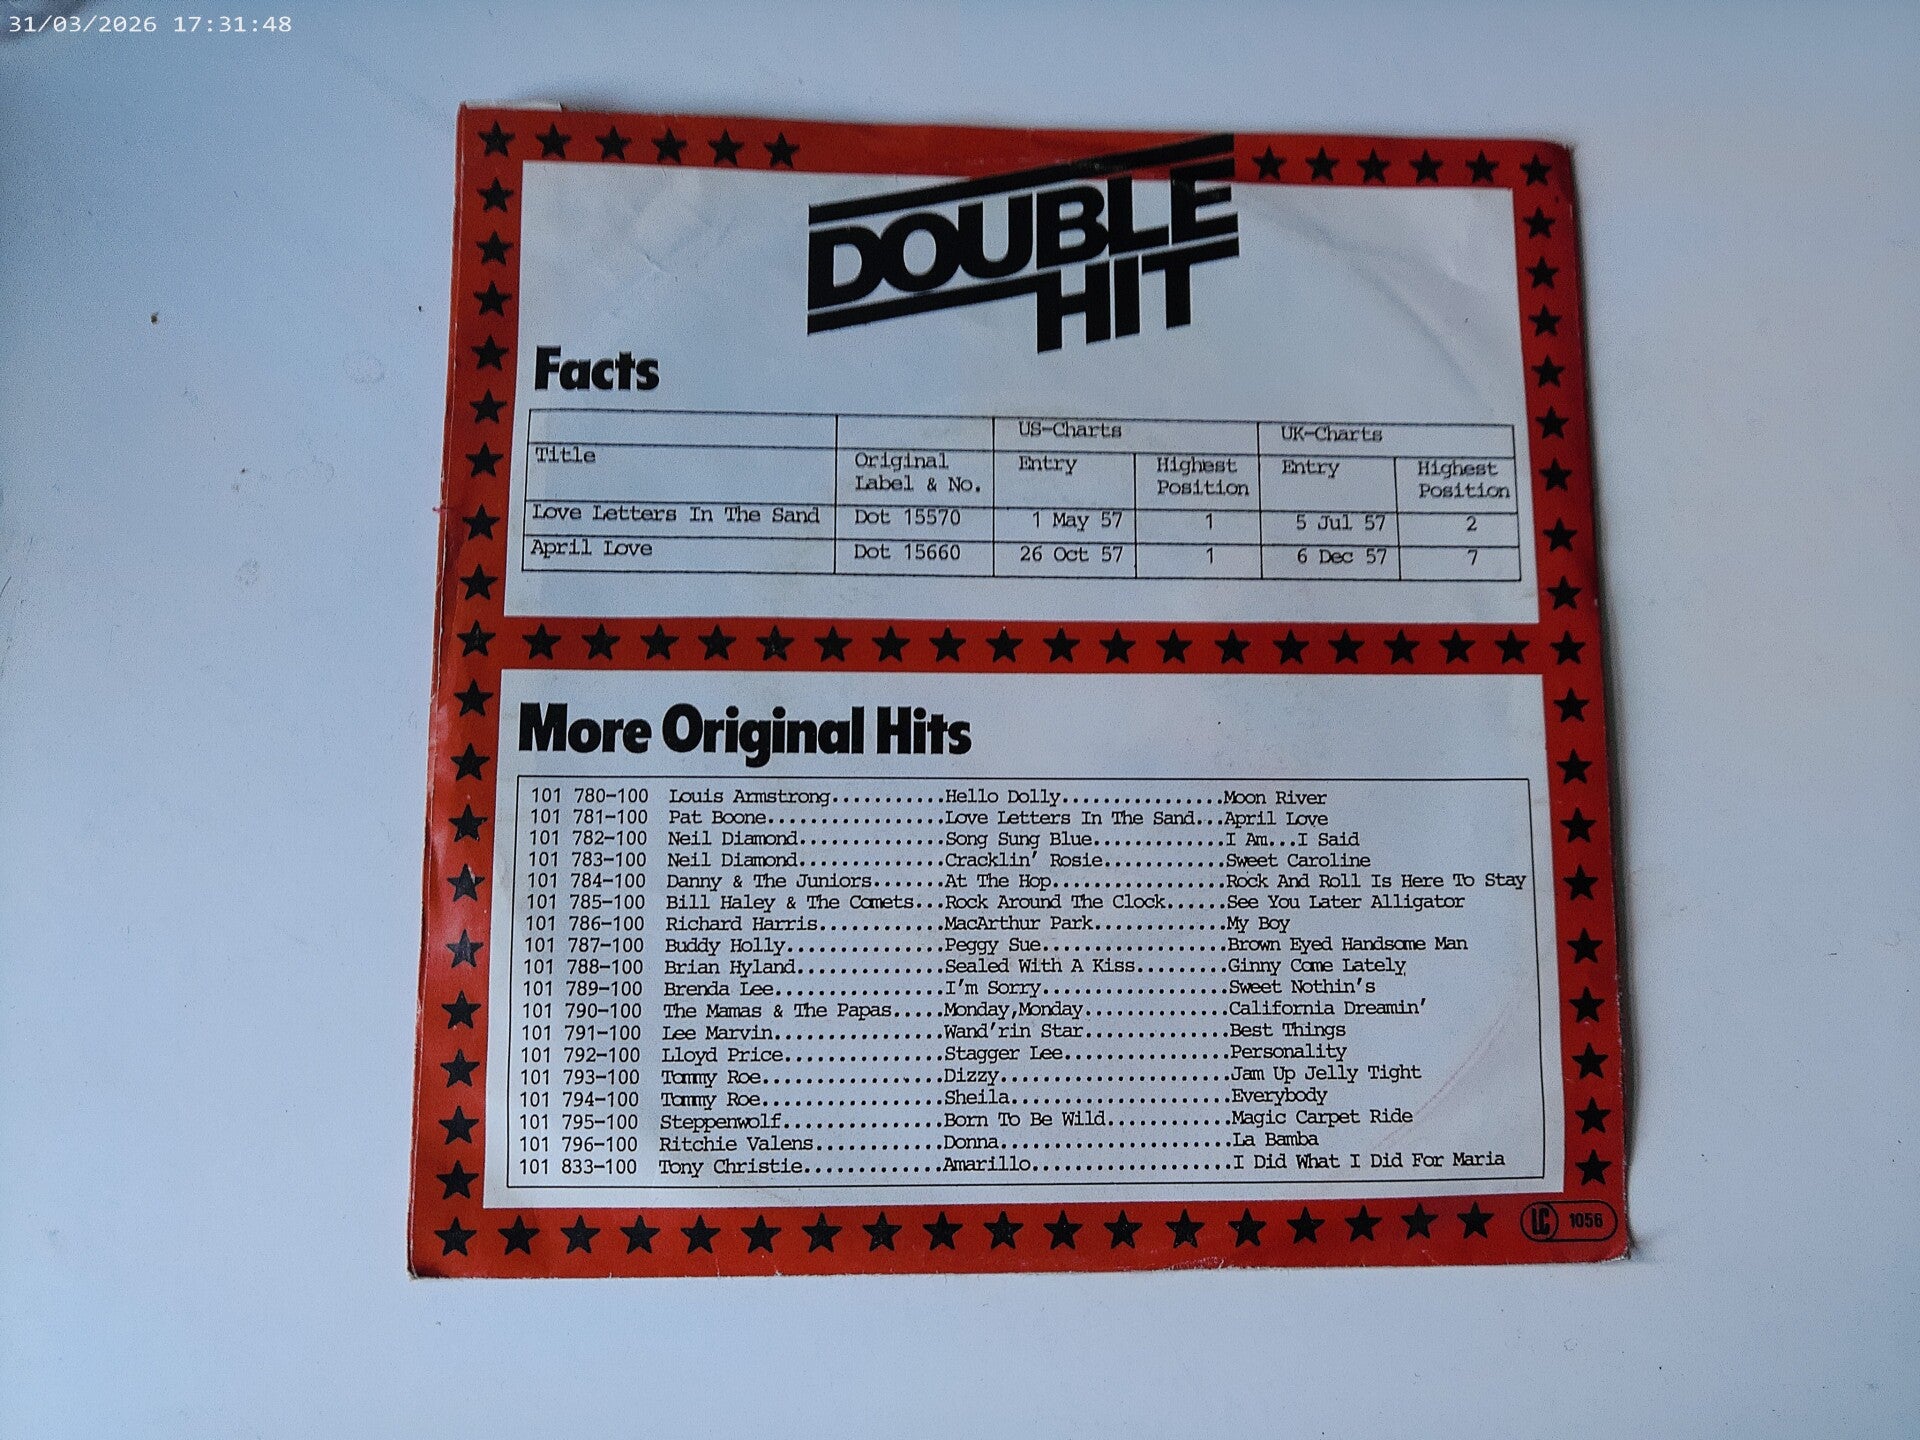 31/03/2026 17:31:48
DOUBLE
HIT
Facts
US-Charts UK-Charts
Title Original Label & No. Entry Highest Position Entry Highest Position
Love Letters In The Sand Dot 15570 1 May 57 1 5 Jul 57 2
April Love Dot 15660 26 Oct 57 1 6 Dec 57 7
More Original Hits
101 780-100 Louis Armstrong...........Hello Dolly...............Moon River
101 781-100 Pat Boone.................Love Letters In The Sand...April Love
101 782-100 Neil Diamond..............Song Sung Blue.............I Am...I Said
101 783-100 Neil Diamond..............Cracklin' Rosie............Sweet Caroline
101 784-100 Danny & The Juniors.......At The Hop.................Rock And Roll Is Here To Stay
101 785-100 Bill Haley & The Comets...Rock Around The Clock......See You Later Alligator
101 786-100 Richard Harris............MacArthur Park.............My Boy
101 787-100 Buddy Holly...............Peggy Sue..................Brown Eyed Handsome Man
101 788-100 Brian Hyland..............Sealed With A Kiss.........Ginny Come Lately
101 789-100 Brenda Lee................I'm Sorry..................Sweet Nothin's
101 790-100 The Mamas & The Papas.....Monday,Monday..............California Dreamin'
101 791-100 Lee Marvin................Wand'rin Star..............Best Things
101 792-100 Lloyd Price...............Stagger Lee................Personality
101 793-100 Tommy Roe.................Dizzy......................Jam Up Jelly Tight
101 794-100 Tommy Roe.................Sheila.....................Everybody
101 795-100 Steppenwolf...............Born To Be Wild............Magic Carpet Ride
101 796-100 Ritchie Valens............Donna......................La Bamba
101 833-100 Tony Christie.............Amarillo...................I Did What I Did For Maria
LC 1056